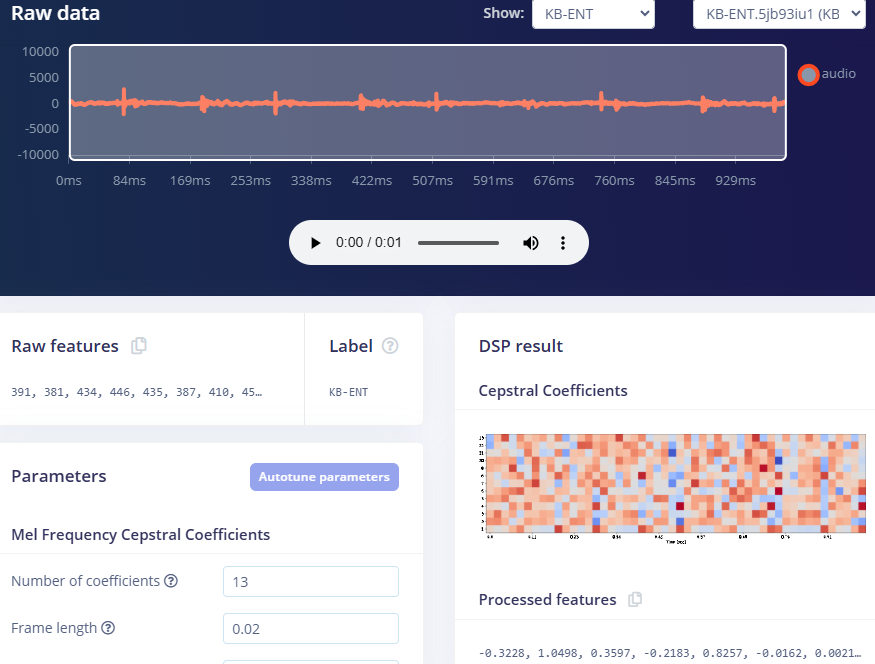 Raw data
Show:
KB-ENT
KB-ENT.5jb93iu1 (KB
10000
5000
0
-5000
-10000
audio
0ms 84ms 169ms 253ms 338ms 422ms 507ms 591ms 676ms 760ms 845ms 929ms
0:00 / 0:01
Raw features
391, 381, 434, 446, 435, 387, 410, 45…
Label
KB-ENT
DSP result
Cepstral Coefficients
Time [sec]
Parameters
Autotune parameters
Mel Frequency Cepstral Coefficients
Number of coefficients
13
Frame length
0.02
Processed features
-0.3228, 1.0498, 0.3597, -0.2183, 0.8257, -0.0162, 0.0021…